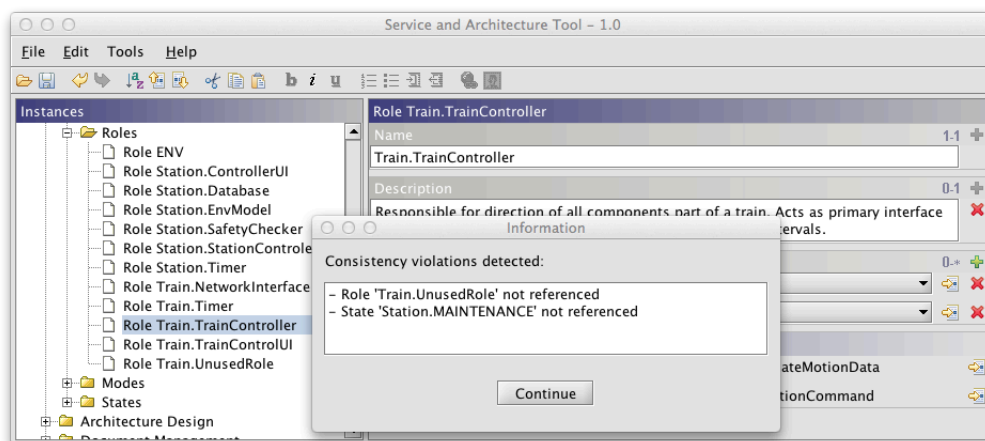 Service and Architecture Tool – 1.0
File Edit Tools Help
b i u
Instances
Roles
Role ENV
Role Station.ControllerUI
Role Station.Database
Role Station.EnvModel
Role Station.SafetyChecker
Role Station.StationControle
Role Station.Timer
Role Train.NetworkInterface
Role Train.Timer
Role Train.TrainController
Role Train.TrainControlUI
Role Train.UnusedRole
Modes
States
Architecture Design
Document Management
Role Train.TrainController
Name 1-1
Train.TrainController
Description 0-1
Responsible for direction of all components part of a train. Acts as primary interface
tervals.
0-*
ateMotionData
tionCommand
Information
Consistency violations detected:
– Role 'Train.UnusedRole' not referenced
– State 'Station.MAINTENANCE' not referenced
Continue